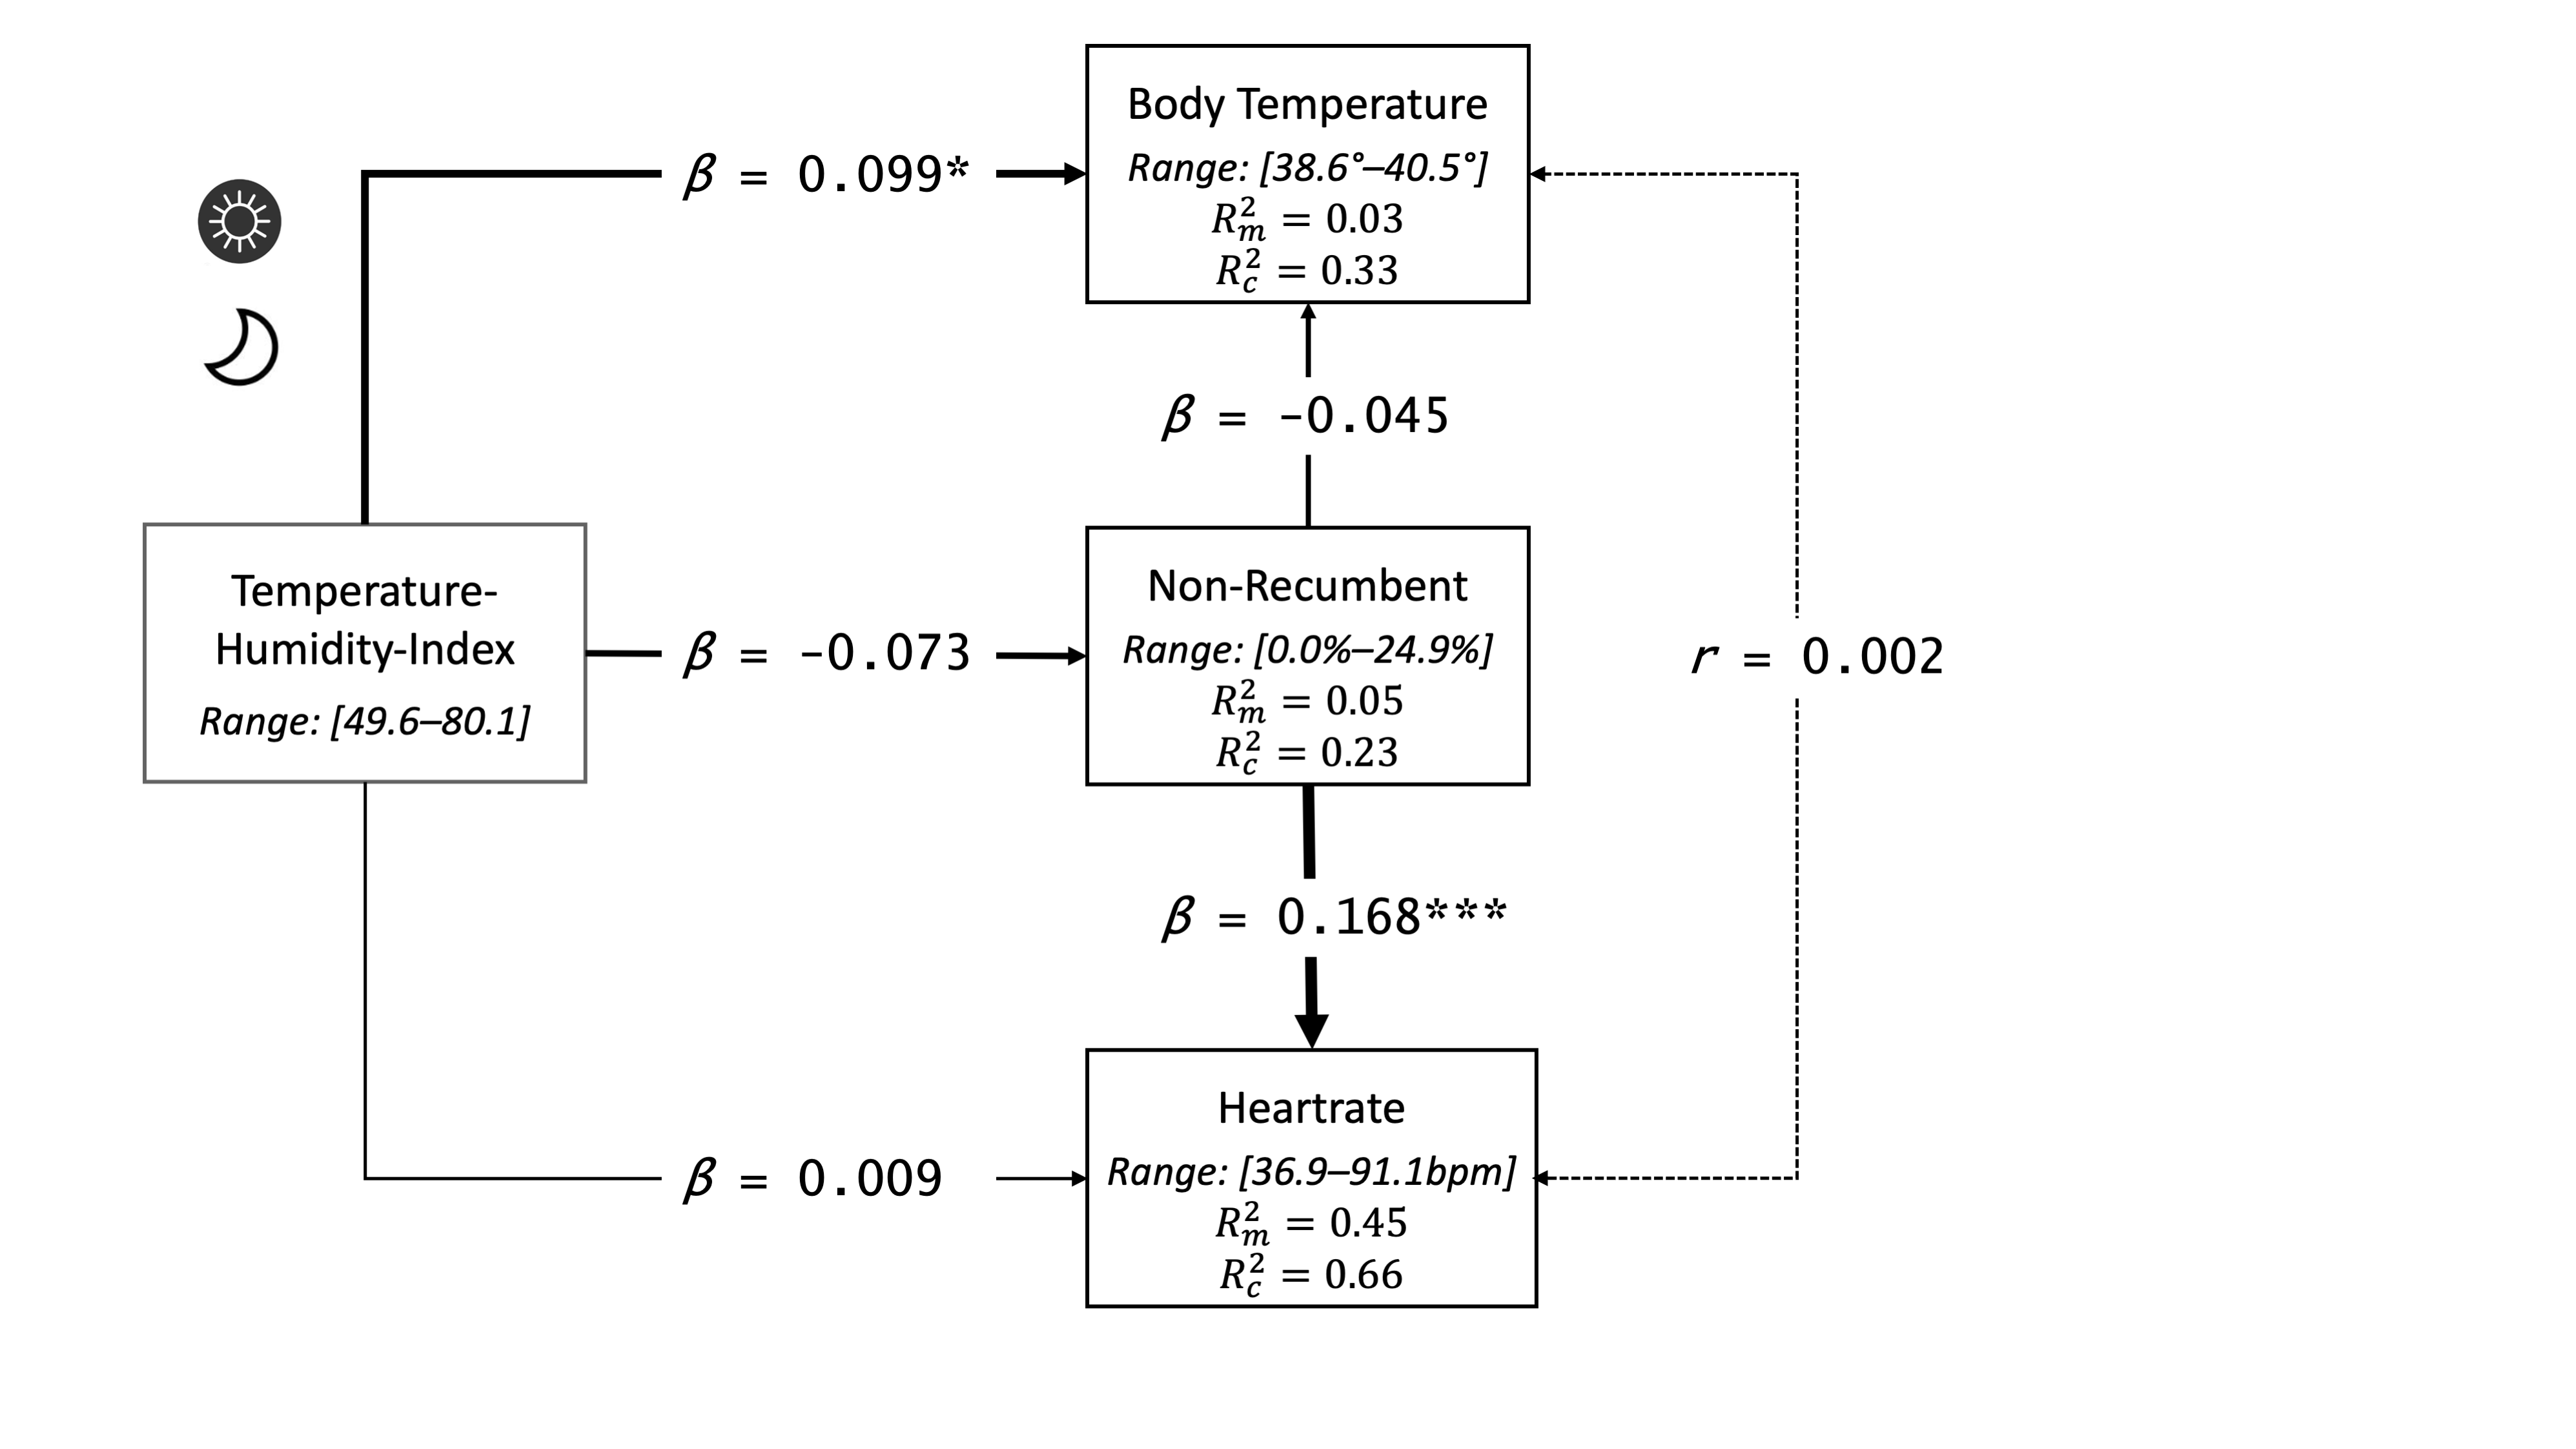 Body Temperature
Range: [38.6°–40.5°]
R²m = 0.03
R²c = 0.33
β = 0.099*
β = -0.045
Temperature-
Humidity-Index
Range: [49.6–80.1]
β = -0.073
Non-Recumbent
Range: [0.0%–24.9%]
R²m = 0.05
R²c = 0.23
r = 0.002
β = 0.168***
β = 0.009
Heartrate
Range: [36.9–91.1bpm]
R²m = 0.45
R²c = 0.66